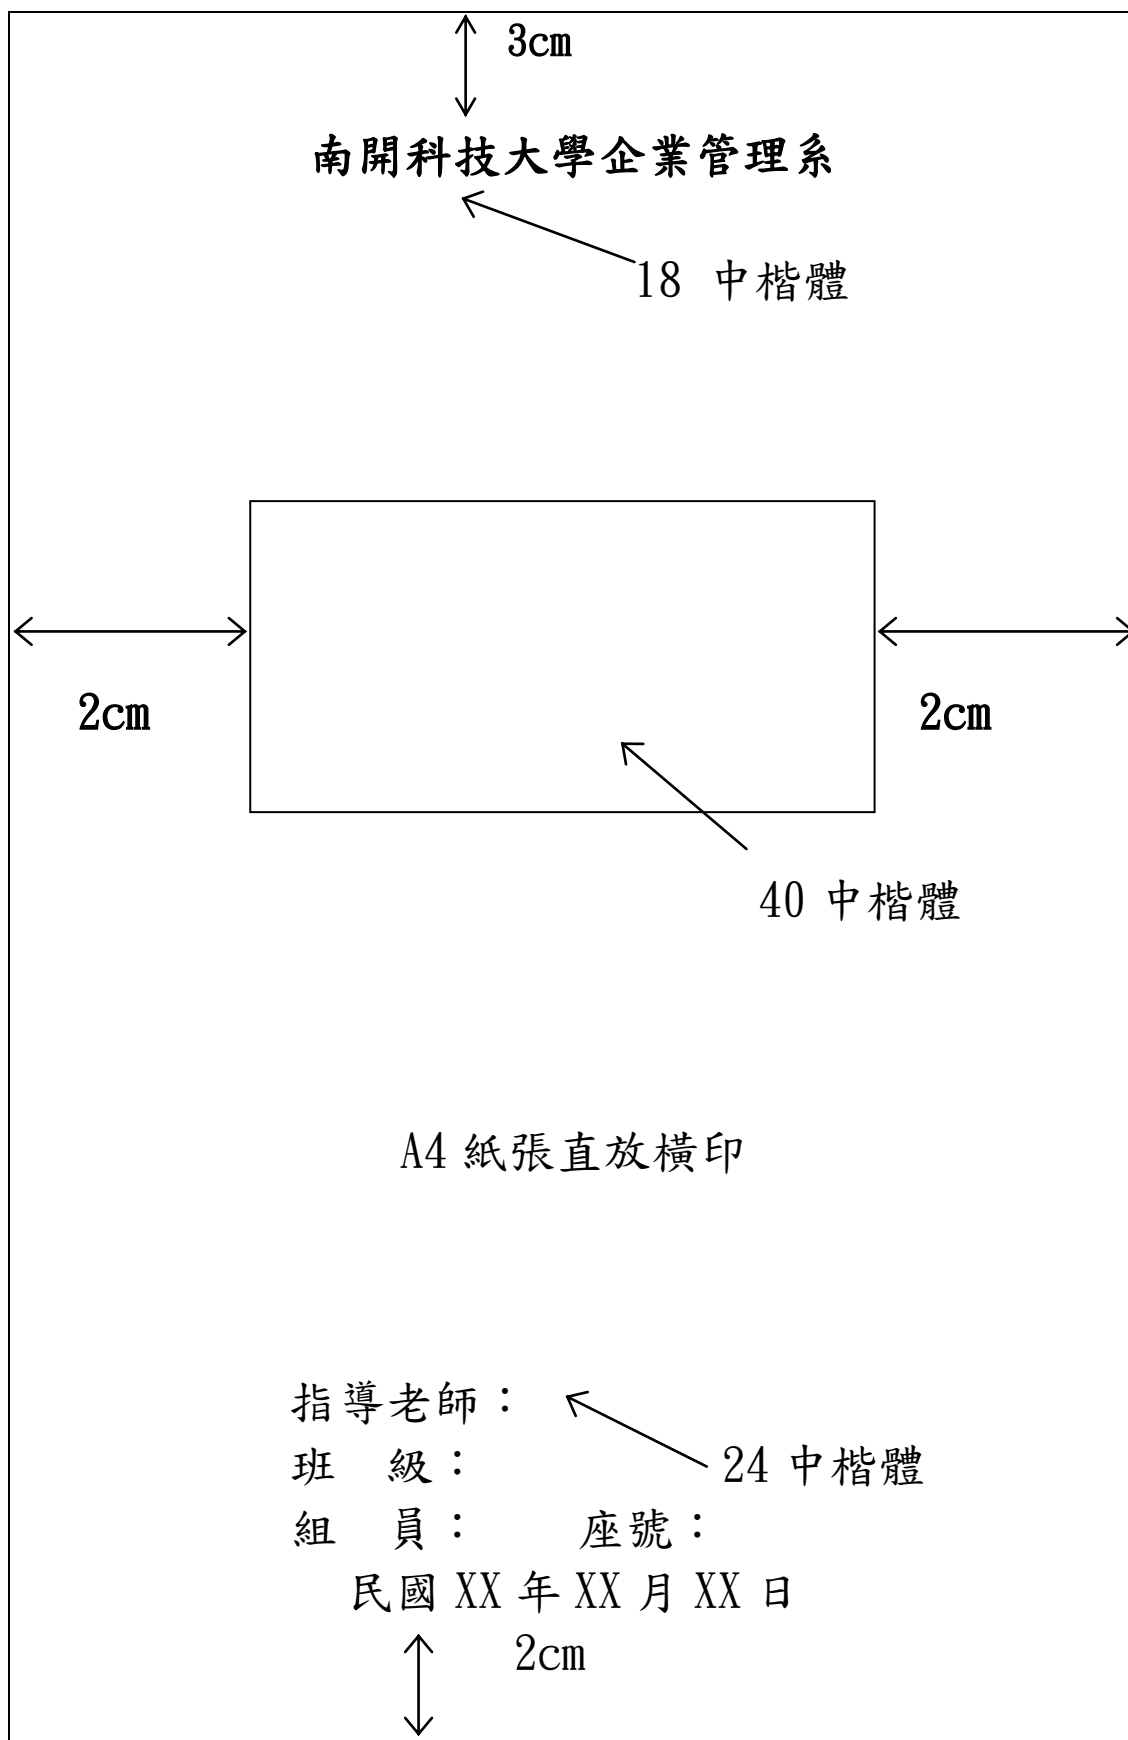 3cm
南開科技大學企業管理系
18 中楷體
2cm
2cm
40 中楷體
A4 紙張直放橫印
指導老師：
班　級：
24 中楷體
組　員：　　座號：
民國 XX 年 XX 月 XX 日
2cm